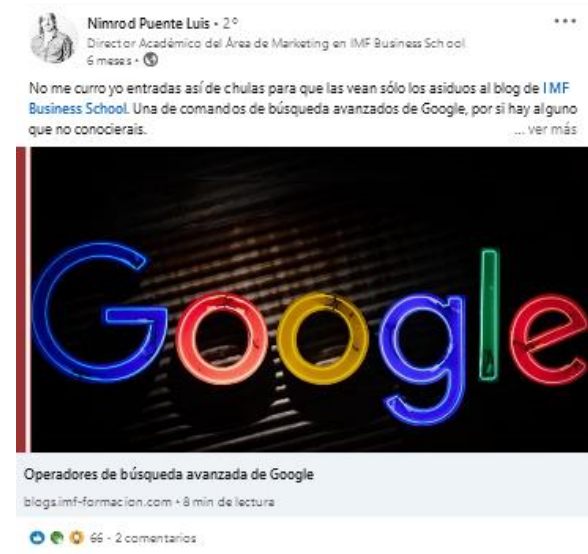 Nimrod Puente Luis • 2º
Director Académico del Área de Marketing en IMF Business School
6 meses •
No me curro yo entradas así de chulas para que las vean sólo los asiduos al blog de IMF
Business School. Una de comandos de búsqueda avanzados de Google, por si hay alguno
que no conocierais.
... ver más
Google
Operadores de búsqueda avanzada de Google
blogs.imf-formacion.com • 8 min de lectura
66 · 2 comentarios